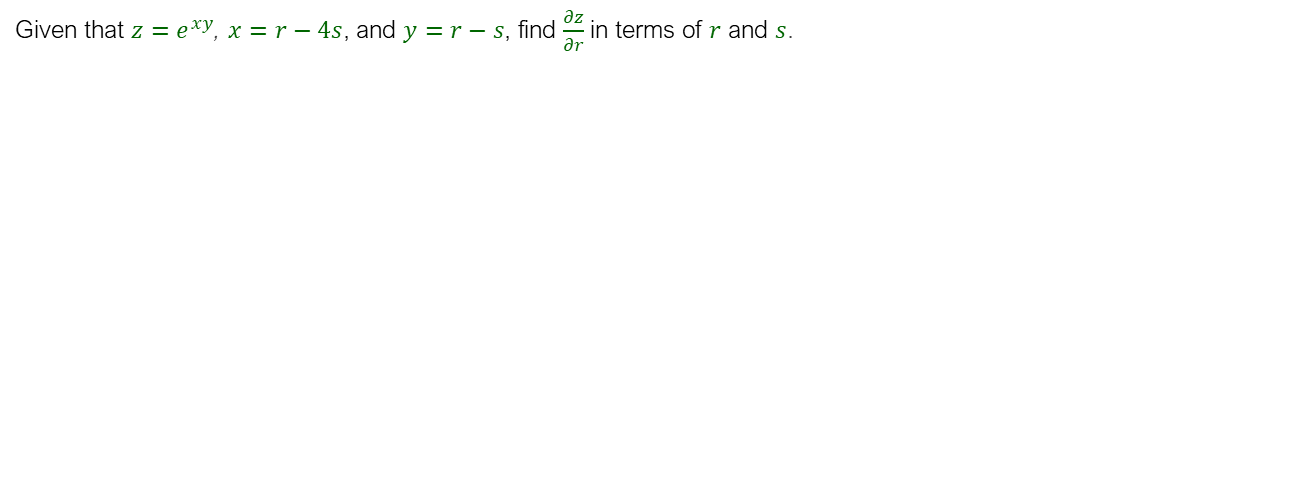 Given that z = e^{xy}, x = r − 4s, and y = r − s, find ∂z/∂r in terms of r and s.